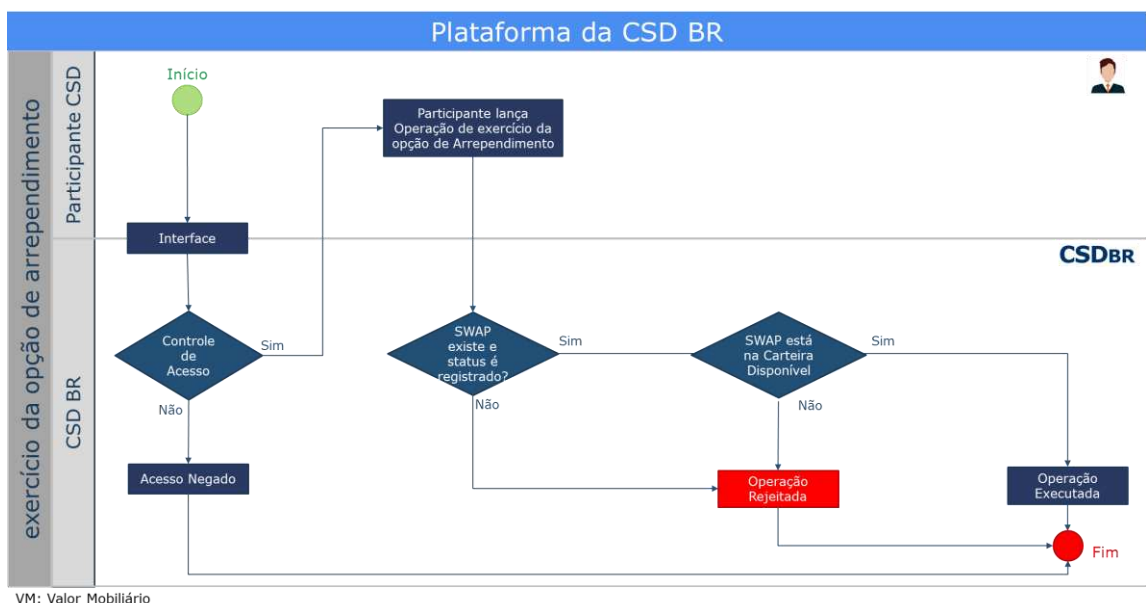 Plataforma da CSD BR
exercício da opção de arrependimento
Participante CSD
Início
Participante lança
Operação de exercício da
opção de Arrependimento
Interface
CSD BR
CSDBR
Controle
de
Acesso
Sim
Não
SWAP
existe e
status é
registrado?
Sim
Não
SWAP está
na Carteira
Disponível
Sim
Não
Acesso Negado
Operação
Rejeitada
Operação
Executada
Fim
VM: Valor Mobiliário